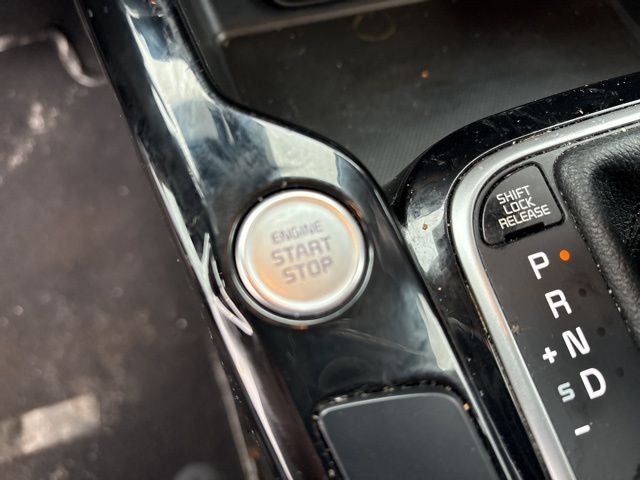 ENGINE
START
STOP
SHIFT
LOCK
RELEASE
P
R
N
D
+
S
-